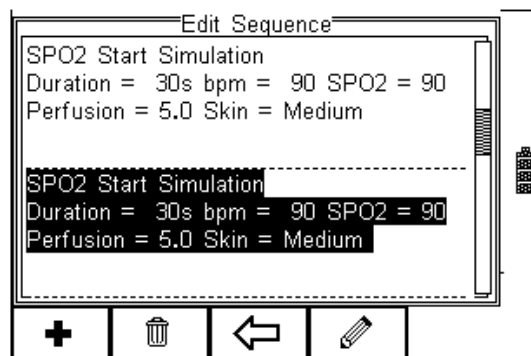 Edit Sequence
SPO2 Start Simulation
Duration =  30s bpm =  90 SPO2 = 90
Perfusion = 5.0 Skin = Medium
SPO2 Start Simulation
Duration =  30s bpm =  90 SPO2 = 90
Perfusion = 5.0 Skin = Medium